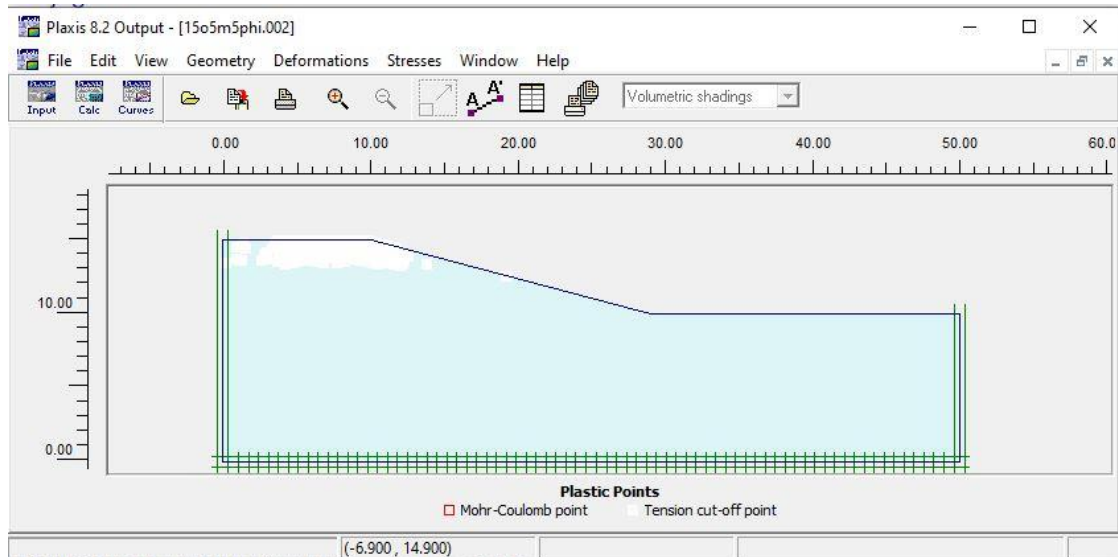 Plaxis 8.2 Output - [15o5m5phi.002]
File Edit View Geometry Deformations Stresses Window Help
Input Calc Curves A A' Volumetric shadings
0.00 10.00 20.00 30.00 40.00 50.00 60.0
10.00
0.00
Plastic Points
Mohr-Coulomb point Tension cut-off point
(-6.900 , 14.900)